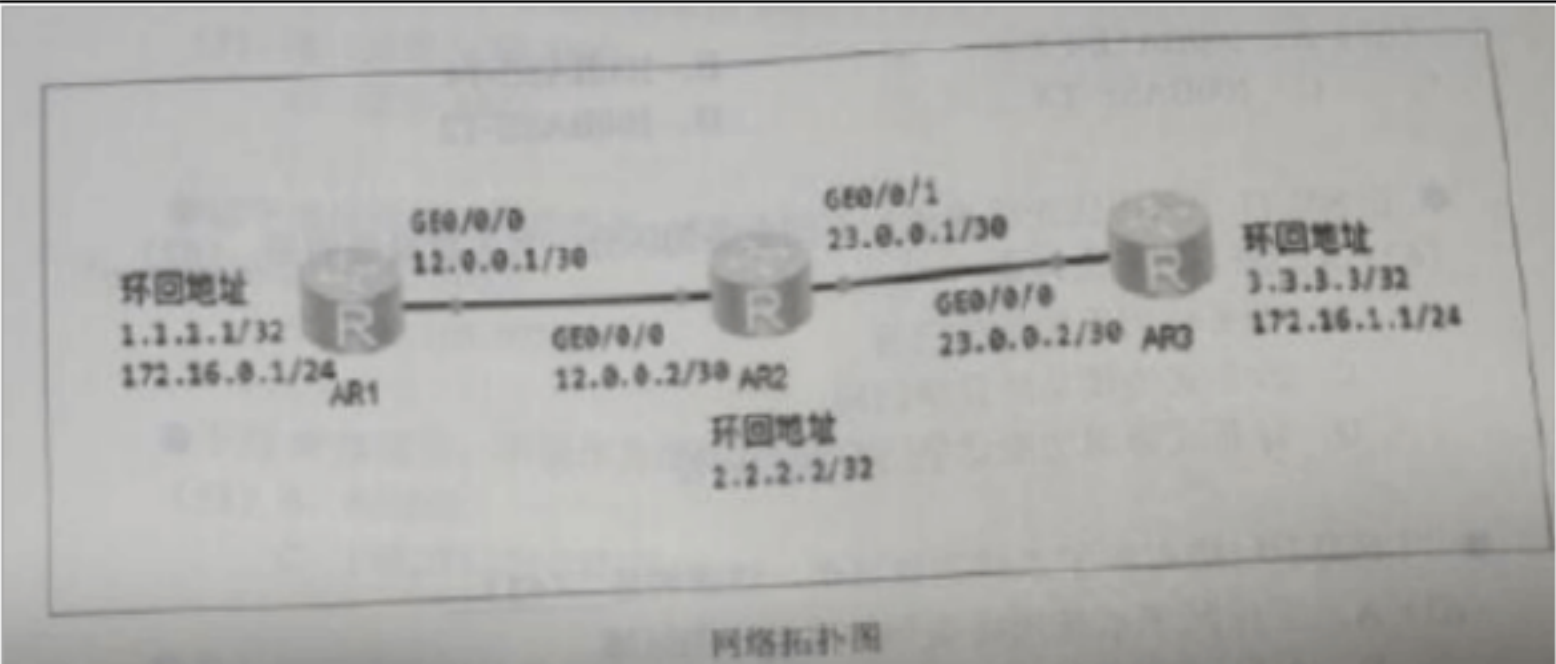 GE0/0/0
12.0.0.1/30
GE0/0/1
23.0.0.1/30
环回地址
1.1.1.1/32
172.16.0.1/24
AR1
R
GE0/0/0
12.0.0.2/30
AR2
R
环回地址
2.2.2.2/32
GE0/0/0
23.0.0.2/30
AR3
R
环回地址
3.3.3.3/32
172.16.1.1/24
网络拓扑图